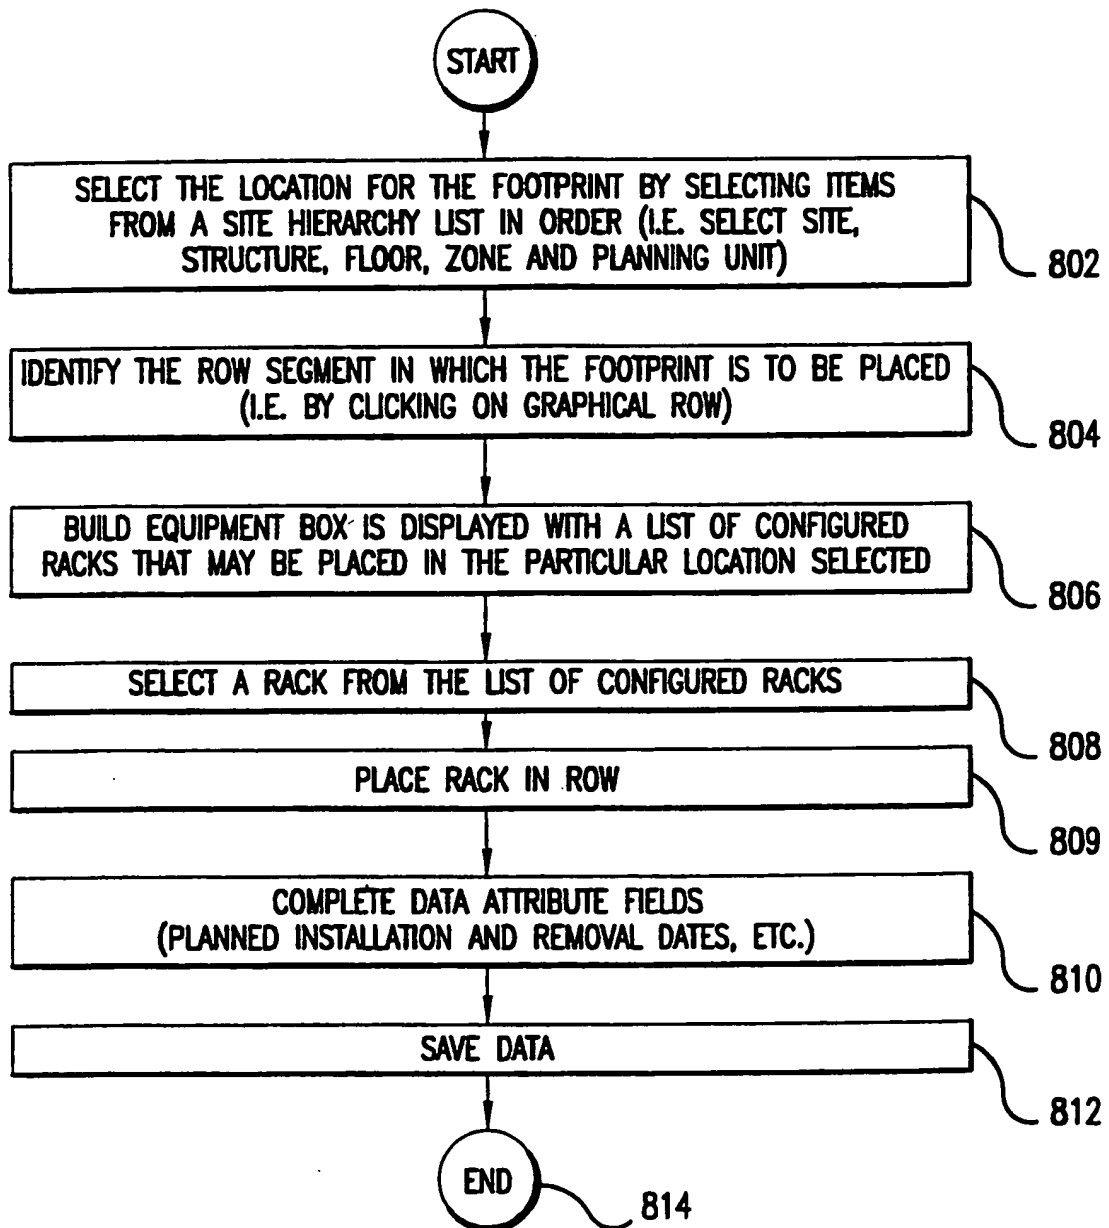 START
SELECT THE LOCATION FOR THE FOOTPRINT BY SELECTING ITEMS
FROM A SITE HIERARCHY LIST IN ORDER (I.E. SELECT SITE,
STRUCTURE, FLOOR, ZONE AND PLANNING UNIT)
802
IDENTIFY THE ROW SEGMENT IN WHICH THE FOOTPRINT IS TO BE PLACED
(I.E. BY CLICKING ON GRAPHICAL ROW)
804
BUILD EQUIPMENT BOX IS DISPLAYED WITH A LIST OF CONFIGURED
RACKS THAT MAY BE PLACED IN THE PARTICULAR LOCATION SELECTED
806
SELECT A RACK FROM THE LIST OF CONFIGURED RACKS
808
PLACE RACK IN ROW
809
COMPLETE DATA ATTRIBUTE FIELDS
(PLANNED INSTALLATION AND REMOVAL DATES, ETC.)
810
SAVE DATA
812
END
814